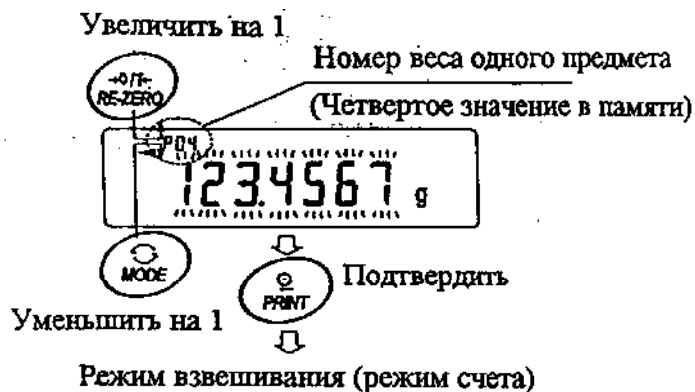 Увеличить на 1
→0/T←
RE-ZERO
Номер веса одного предмета
(Четвертое значение в памяти)
P04
123.4567 g
MODE
PRINT
Подтвердить
Уменьшить на 1
Режим взвешивания (режим счета)